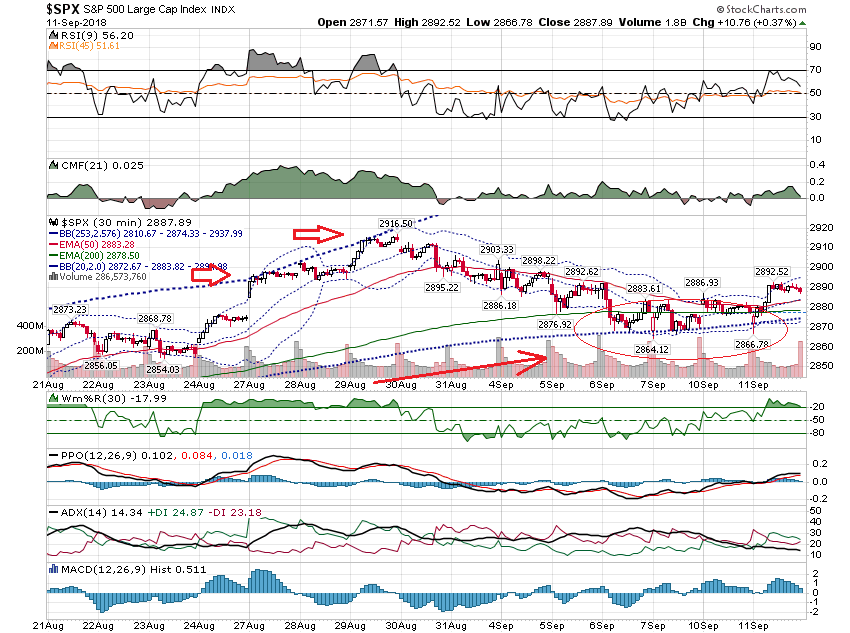 $SPX S&P 500 Large Cap Index INDX © StockCharts.com
11-Sep-2018 Open 2871.57 High 2892.52 Low 2866.78 Close 2887.89 Volume 1.8B Chg +10.76 (+0.37%)
RSI(9) 56.20
RSI(45) 51.61
90
70
50
30
10
CMF(21) 0.025
0.4
0.2
0.0
$SPX (30 min) 2887.89
BB(253,2.576) 2810.67 - 2874.33 - 2937.99
EMA(50) 2883.28
EMA(200) 2878.50
BB(20,2.0) 2872.67 - 2883.82 -
Volume 286,573,760
2916.50
2903.33
2898.22
2892.62
2892.52
2895.22
2886.18
2883.61
2886.93
2873.23
2868.78
2876.92
2866.78
2864.12
2856.05
2854.03
2920
2910
2900
2890
2880
2870
2860
2850
400M
200M
21Aug 22Aug 23Aug 24Aug 27Aug 28Aug 29Aug 30Aug 31Aug 4Sep 5Sep 6Sep 7Sep 10Sep 11Sep
Wm%R(30) -17.99
-20
-50
-80
PPO(12,26,9) 0.102, 0.084, 0.018
0.2
0.0
-0.2
ADX(14) 14.34 +DI 24.87 -DI 23.18
50
40
30
20
10
MACD(12,26,9) Hist 0.511
2
1
0
-1
-2
21Aug 22Aug 23Aug 24Aug 27Aug 28Aug 29Aug 30Aug 31Aug 4Sep 5Sep 6Sep 7Sep 10Sep 11Sep